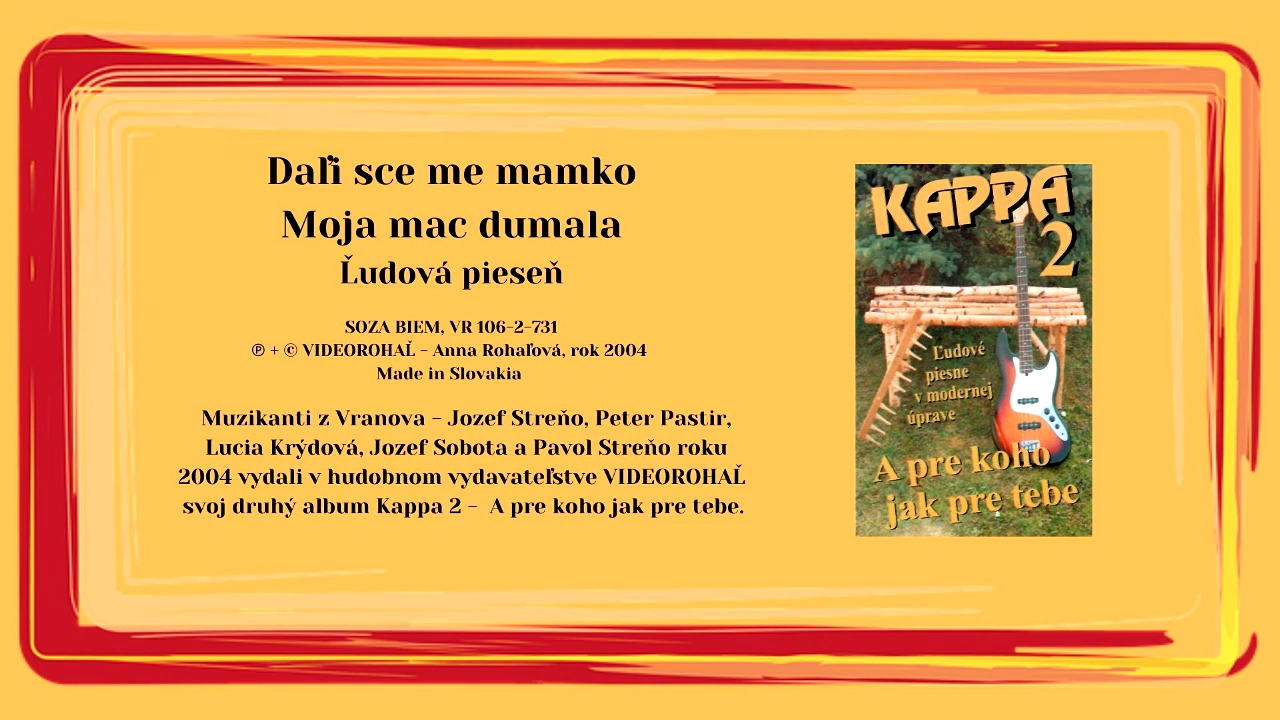 Daľi sce me mamko
Moja mac dumala
Ľudová pieseň
SOZA BIEM, VR 106-2-731
℗ + © VIDEOROHAĽ - Anna Rohaľová, rok 2004
Made in Slovakia
Muzikanti z Vranova - Jozef Streňo, Peter Pastir,
Lucia Krýdová, Jozef Sobota a Pavol Streňo roku
2004 vydali v hudobnom vydavateľstve VIDEOROHAĽ
svoj druhý album Kappa 2 - A pre koho jak pre tebe.
KAPPA
2
Ľudové
piesne
v modernej
úprave
A pre koho
jak pre tebe